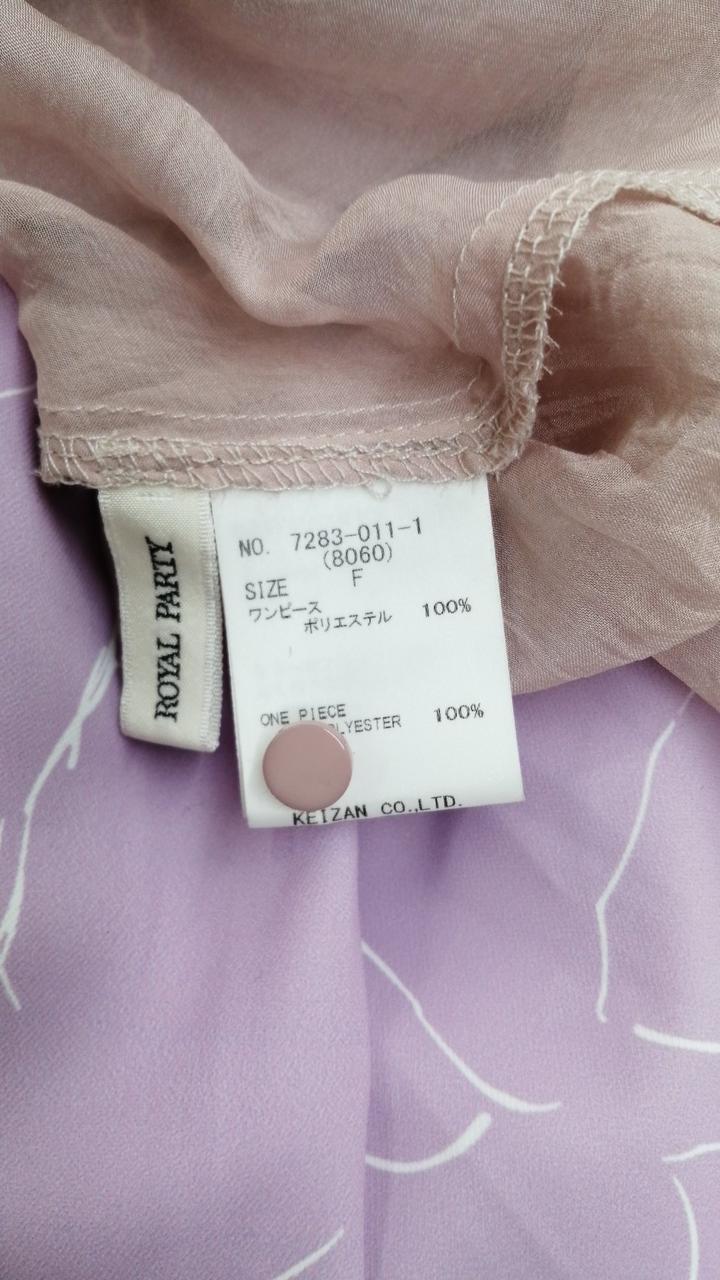 ROYAL PARTY
NO. 7283-011-1
(8060)
SIZE F
ワンピース
ポリエステル 100%
ONE PIECE
LYESTER 100%
KEIZAN CO.,LTD.